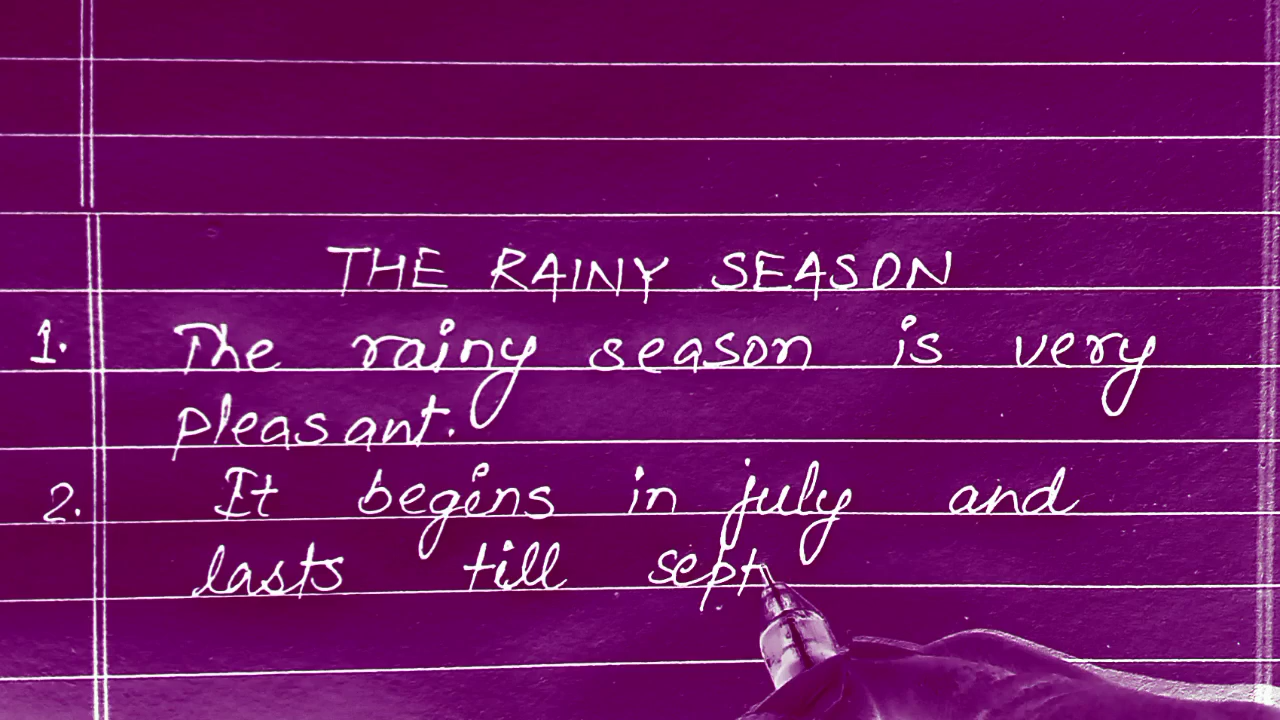 THE RAINY SEASON
1. The rainy season is very
pleasant.
2. It begins in july and
lasts till sept